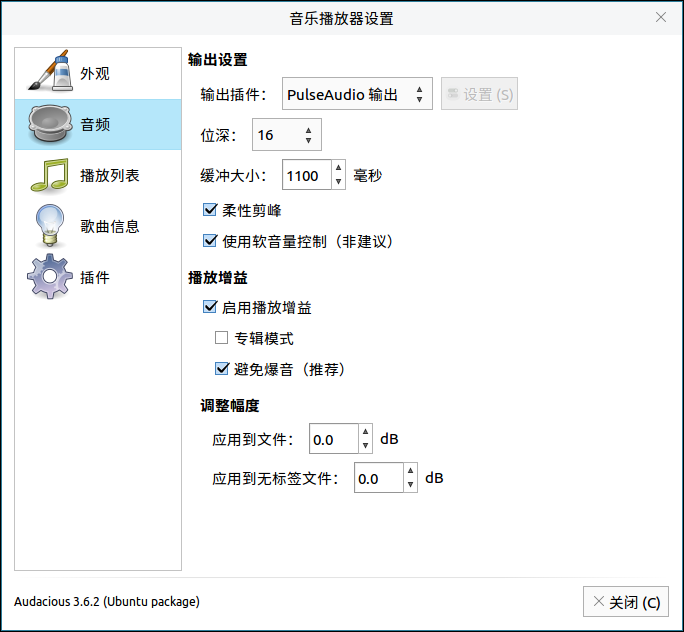 音乐播放器设置
外观
音频
播放列表
歌曲信息
插件
输出设置
输出插件： PulseAudio 输出 设置 (S)
位深： 16
缓冲大小： 1100 毫秒
柔性剪峰
使用软音量控制（非建议）
播放增益
启用播放增益
专辑模式
避免爆音（推荐）
调整幅度
应用到文件： 0.0 dB
应用到无标签文件： 0.0 dB
Audacious 3.6.2 (Ubuntu package)
关闭 (C)